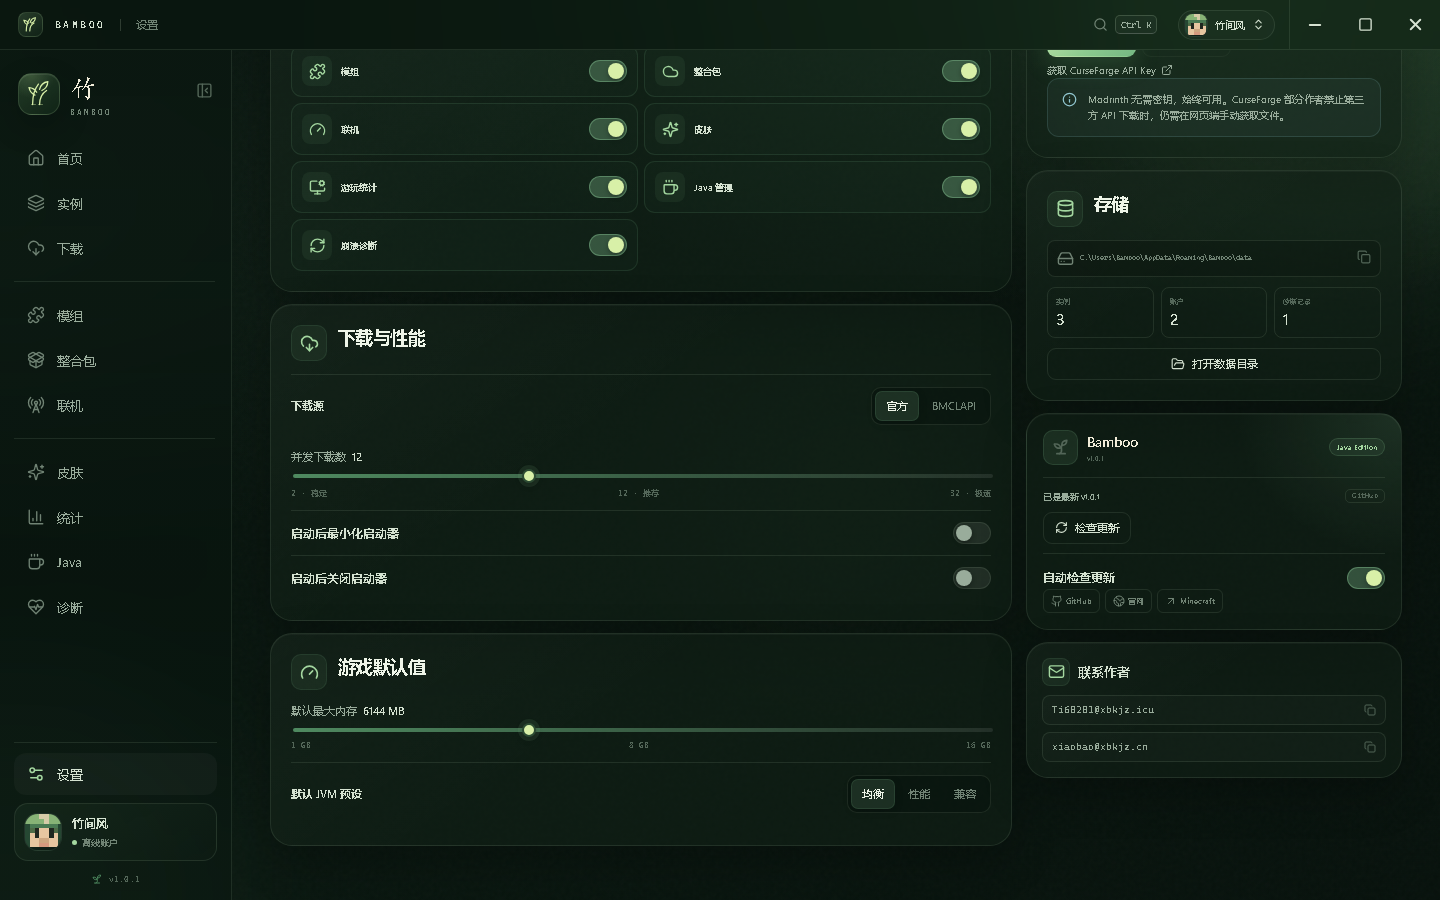 BAMBOO
设置
Ctrl K
竹间风
竹
BAMBOO
首页
实例
下载
模组
整合包
联机
皮肤
统计
Java
诊断
设置
竹间风
离线账户
v1.0.1
模组
整合包
联机
皮肤
游玩统计
Java 管理
崩溃诊断
下载与性能
下载源
官方
BMCLAPI
并发下载数 12
2 · 稳定
12 · 推荐
32 · 极速
启动后最小化启动器
启动后关闭启动器
游戏默认值
默认最大内存 6144 MB
1 GB
8 GB
16 GB
默认 JVM 预设
均衡
性能
兼容
获取 CurseForge API Key
Modrinth 无需密钥，始终可用。CurseForge 部分作者禁止第三
方 API 下载时，仍需在网页端手动获取文件。
存储
C:\Users\Bamboo\AppData\Roaming\Bamboo\data
实例
3
账户
2
诊断记录
1
打开数据目录
Bamboo
v1.0.1
Java Edition
已是最新 v1.0.1
GitHub
检查更新
自动检查更新
GitHub
官网
Minecraft
联系作者
Ti68281@xbkjz.icu
xiaobao@xbkjz.cn